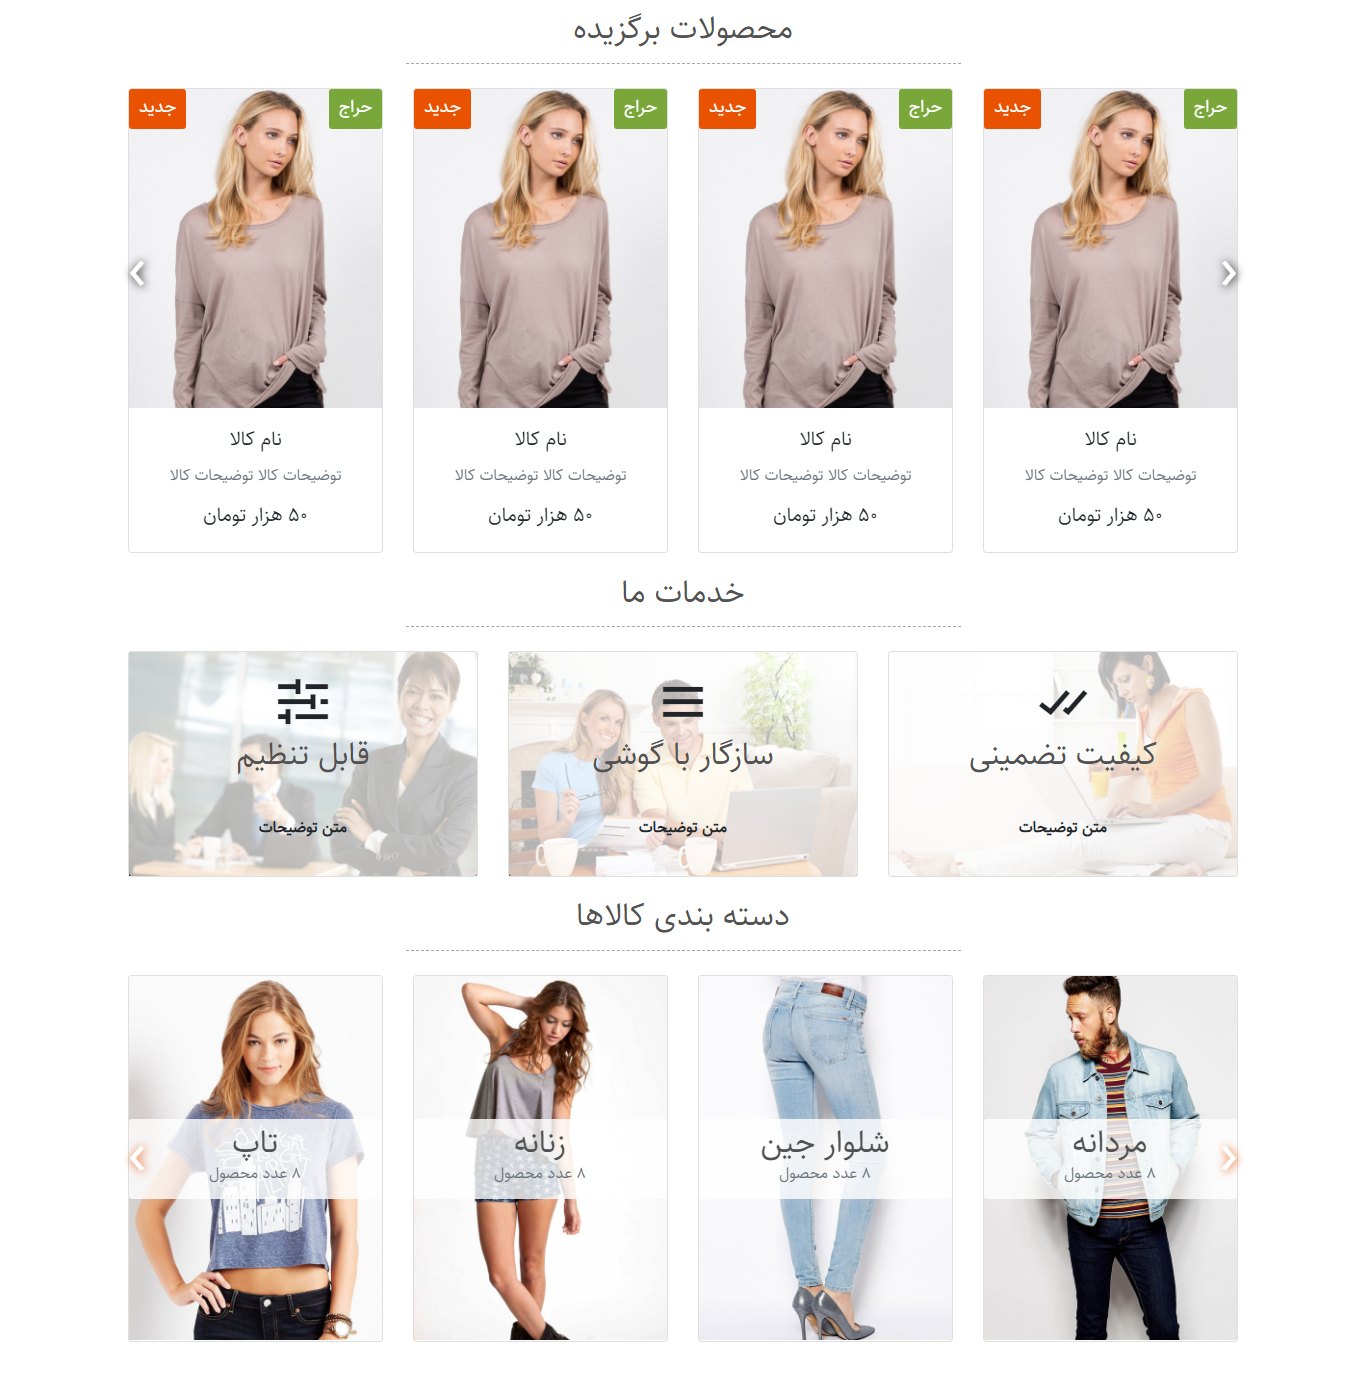 محصولات برگزیده
حراج
جدید
حراج
جدید
حراج
جدید
حراج
جدید
نام کالا
توضیحات کالا توضیحات کالا
۵۰ هزار تومان
نام کالا
توضیحات کالا توضیحات کالا
۵۰ هزار تومان
نام کالا
توضیحات کالا توضیحات کالا
۵۰ هزار تومان
نام کالا
توضیحات کالا توضیحات کالا
۵۰ هزار تومان
خدمات ما
کیفیت تضمینی
متن توضیحات
سازگار با گوشی
متن توضیحات
قابل تنظیم
متن توضیحات
دسته بندی کالاها
مردانه
۸ عدد محصول
شلوار جین
۸ عدد محصول
زنانه
۸ عدد محصول
تاپ
۸ عدد محصول